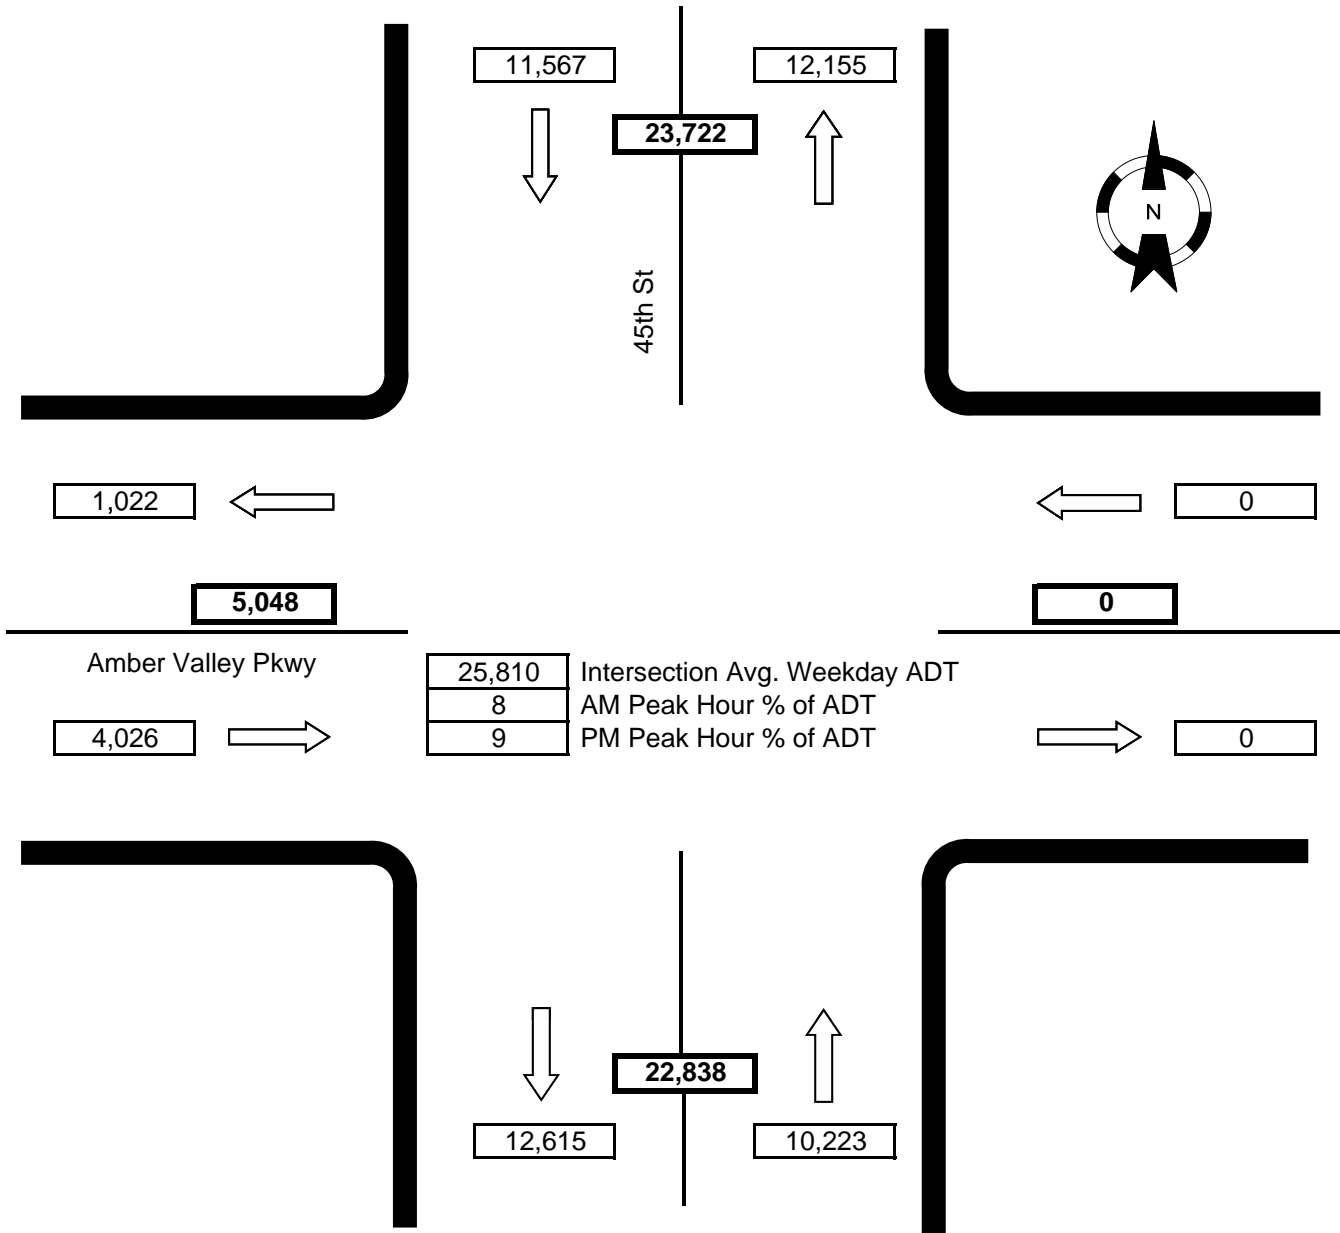 11,567
12,155
23,722
N
45th St
1,022
0
5,048
0
Amber Valley Pkwy
25,810 Intersection Avg. Weekday ADT
8 AM Peak Hour % of ADT
9 PM Peak Hour % of ADT
4,026
0
22,838
12,615
10,223